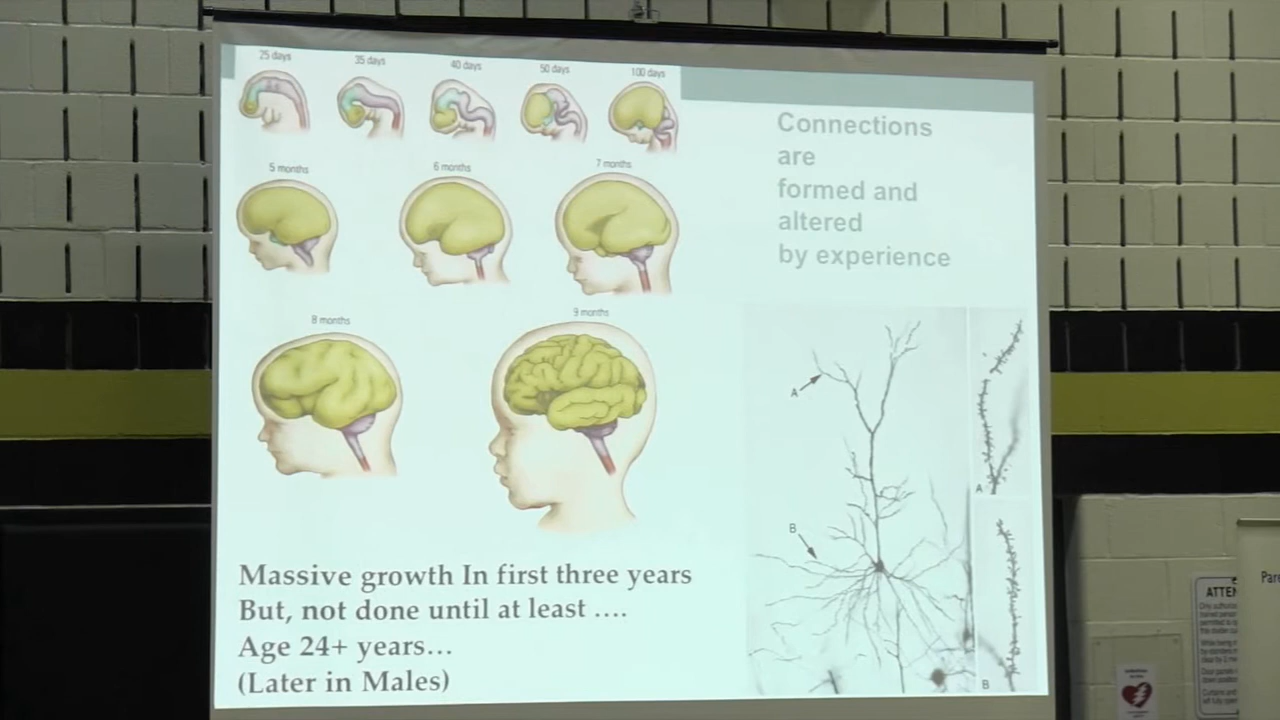 25 days
35 days
40 days
50 days
100 days
5 months
6 months
7 months
8 months
9 months
Connections
are
formed and
altered
by experience
A
B
A
B
Massive growth In first three years
But, not done until at least ....
Age 24+ years...
(Later in Males)
ATTEN
Pare